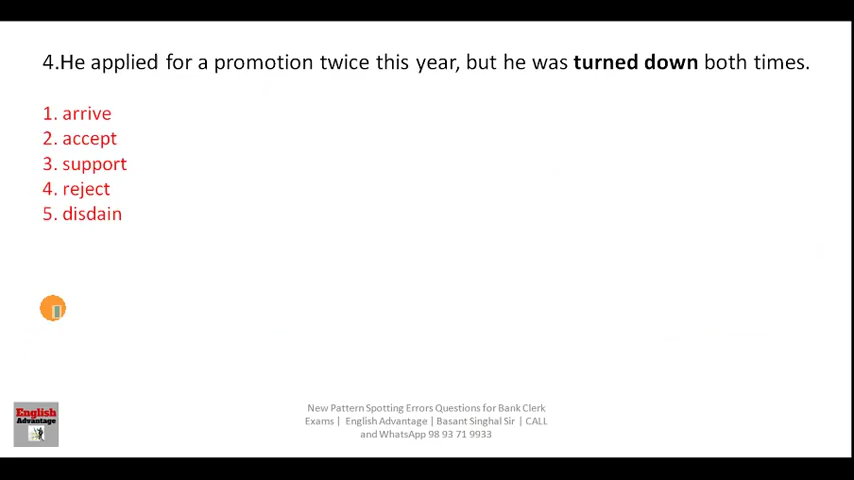 4.He applied for a promotion twice this year, but he was turned down both times.
1. arrive
2. accept
3. support
4. reject
5. disdain
English
Advantage
New Pattern Spotting Errors Questions for Bank Clerk
Exams | English Advantage | Basant Singhal Sir | CALL
and WhatsApp 98 93 71 9933